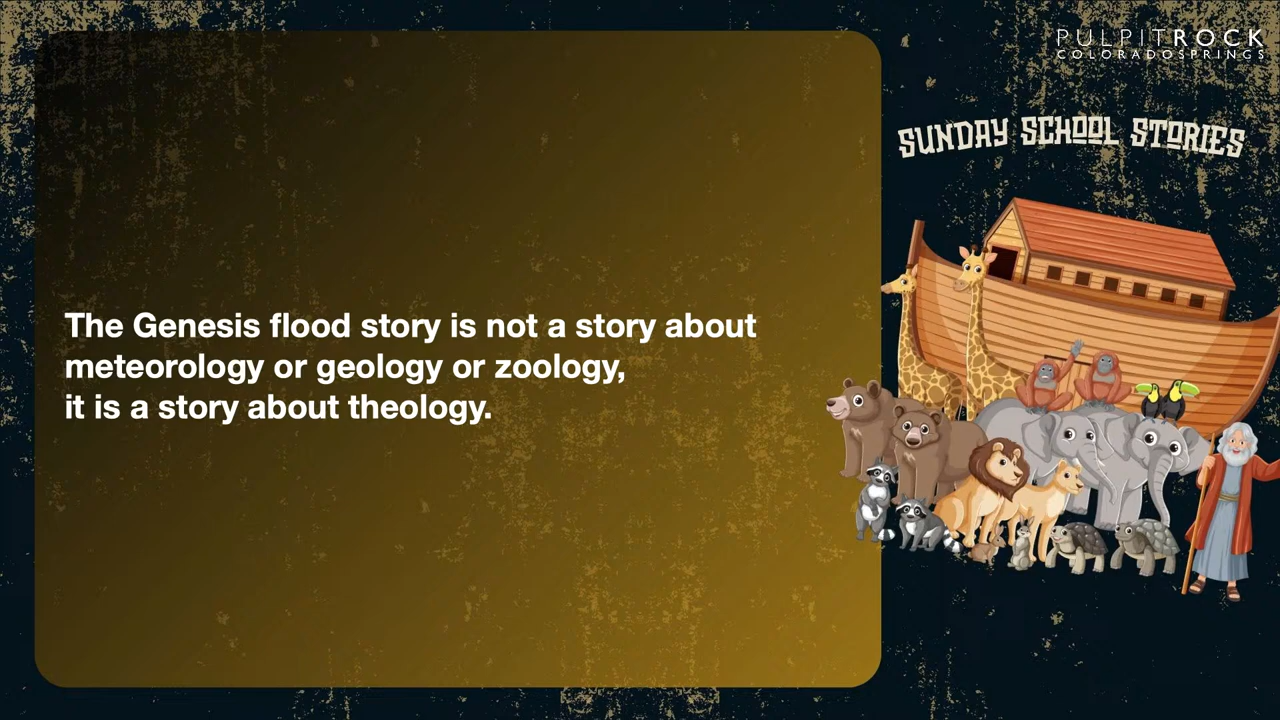 PULPITROCK
COLORADOSPRINGS
SUNDAY SCHOOL STORIES
The Genesis flood story is not a story about
meteorology or geology or zoology,
it is a story about theology.